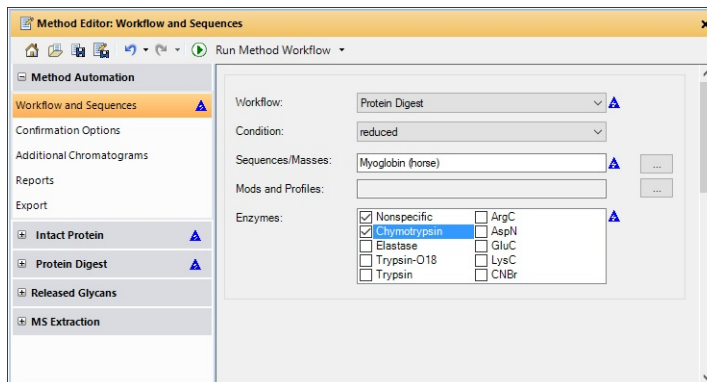 Method Editor: Workflow and Sequences
Run Method Workflow
Method Automation
Workflow and Sequences
Confirmation Options
Additional Chromatograms
Reports
Export
Intact Protein
Protein Digest
Released Glycans
MS Extraction
Workflow: Protein Digest
Condition: reduced
Sequences/Masses: Myoglobin (horse) ...
Mods and Profiles: ...
Enzymes: Nonspecific ArgC
Chymotrypsin AspN
Elastase GluC
Trypsin-O18 LysC
Trypsin CNBr